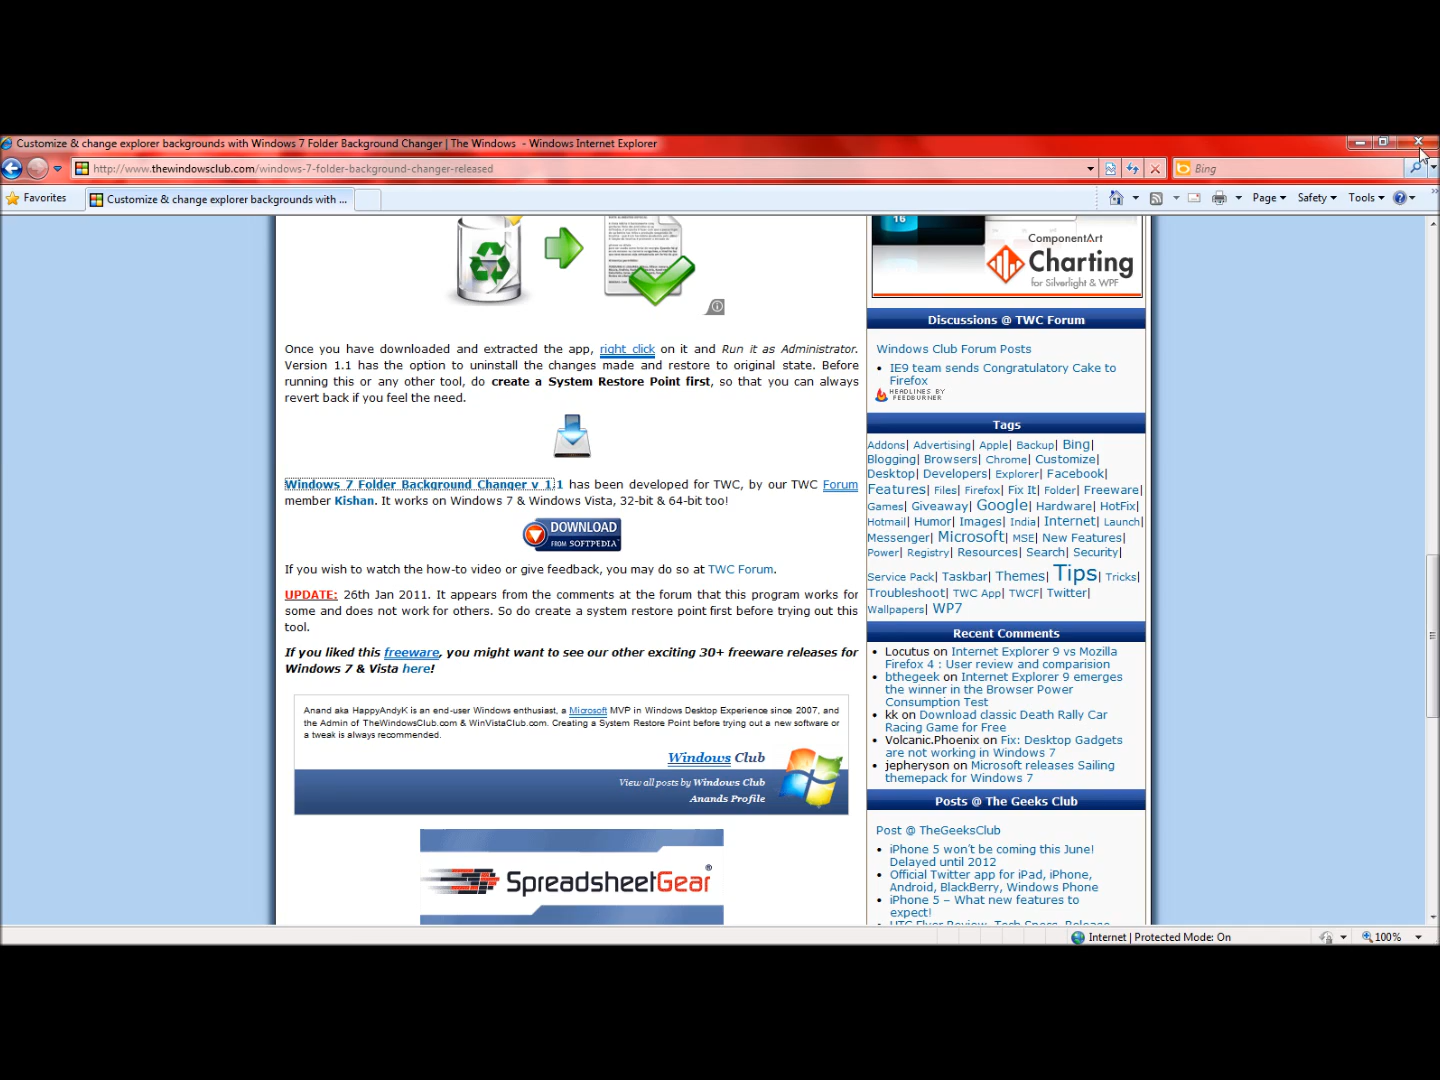 Customize & change explorer backgrounds with Windows 7 Folder Background Changer | The Windows - Windows Internet Explorer
http://www.thewindowsclub.com/windows-7-folder-background-changer-released
Bing
Favorites
Customize & change explorer backgrounds with ...
Page
Safety
Tools
Once you have downloaded and extracted the app, right click on it and Run it as Administrator.
Version 1.1 has the option to uninstall the changes made and restore to original state. Before
running this or any other tool, do create a System Restore Point first, so that you can always
revert back if you feel the need.
Windows 7 Folder Background Changer v 1.1 has been developed for TWC, by our TWC Forum
member Kishan. It works on Windows 7 & Windows Vista, 32-bit & 64-bit too!
DOWNLOAD
FROM SOFTPEDIA
If you wish to watch the how-to video or give feedback, you may do so at TWC Forum.
UPDATE: 26th Jan 2011. It appears from the comments at the forum that this program works for
some and does not work for others. So do create a system restore point first before trying out this
tool.
If you liked this freeware, you might want to see our other exciting 30+ freeware releases for
Windows 7 & Vista here!
Anand aka HappyAndyK is an end-user Windows enthusiast, a Microsoft MVP in Windows Desktop Experience since 2007, and
the Admin of TheWindowsClub.com & WinVistaClub.com. Creating a System Restore Point before trying out a new software or
a tweak is always recommended.
Windows Club
View all posts by Windows Club
Anands Profile
SpreadsheetGear®
16
ComponentArt
Charting
for Silverlight & WPF
Discussions @ TWC Forum
Windows Club Forum Posts
IE9 team sends Congratulatory Cake to
Firefox
HEADLINES BY
FEEDBURNER
Tags
Addons| Advertising| Apple| Backup| Bing|
Blogging| Browsers| Chrome| Customize|
Desktop| Developers| Explorer| Facebook|
Features| Files| Firefox| Fix It| Folder| Freeware|
Games| Giveaway| Google| Hardware| HotFix|
Hotmail| Humor| Images| India| Internet| Launch|
Messenger| Microsoft| MSE| New Features|
Power| Registry| Resources| Search| Security|
Service Pack| Taskbar| Themes| Tips| Tricks|
Troubleshoot| TWC App| TWCF| Twitter|
Wallpapers| WP7
Recent Comments
Locutus on Internet Explorer 9 vs Mozilla
Firefox 4 : User review and comparision
bthegeek on Internet Explorer 9 emerges
the winner in the Browser Power
Consumption Test
kk on Download classic Death Rally Car
Racing Game for Free
Volcanic.Phoenix on Fix: Desktop Gadgets
are not working in Windows 7
jepheryson on Microsoft releases Sailing
themepack for Windows 7
Posts @ The Geeks Club
Post @ TheGeeksClub
iPhone 5 won't be coming this June!
Delayed until 2012
Official Twitter app for iPad, iPhone,
Android, BlackBerry, Windows Phone
iPhone 5 – What new features to
expect!
HTC Flyer Review, Tech Specs, Release
Internet | Protected Mode: On
100%